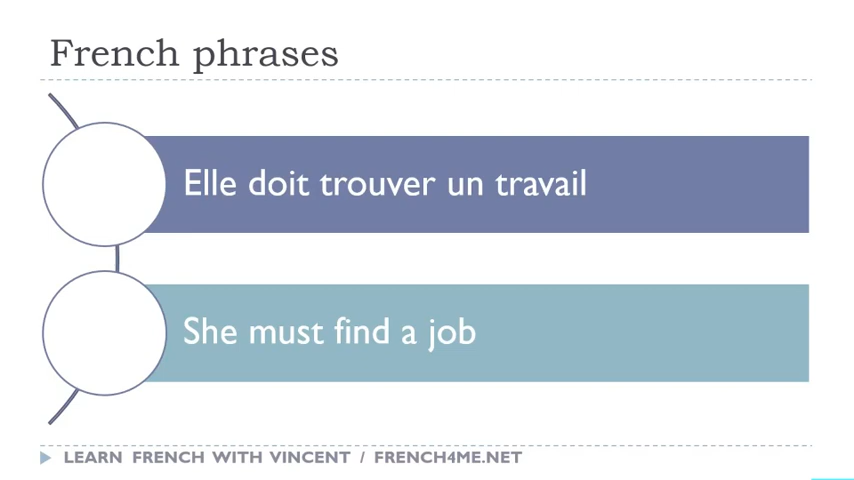 French phrases
Elle doit trouver un travail
She must find a job
LEARN FRENCH WITH VINCENT / FRENCH4ME.NET